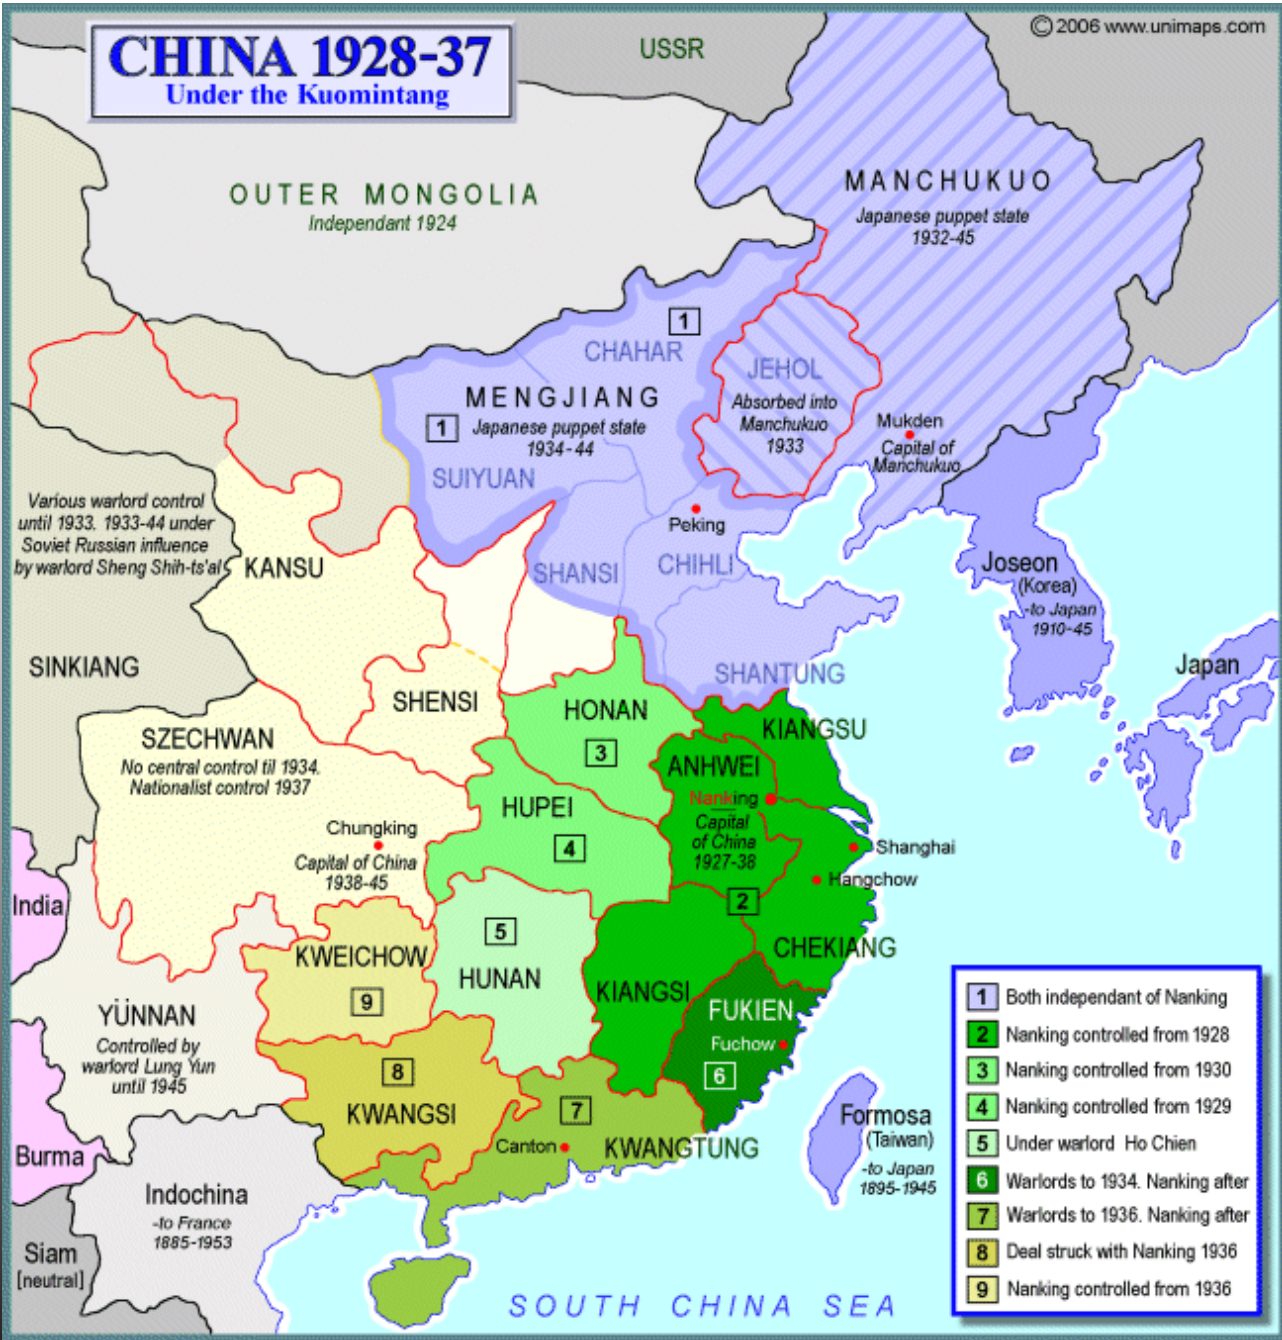 CHINA 1928-37
Under the Kuomintang
© 2006 www.unimaps.com
USSR
OUTER MONGOLIA
Independant 1924
MANCHUKUO
Japanese puppet state
1932-45
1
CHAHAR
JEHOL
Absorbed into
Manchukuo
1933
MENGJIANG
1
Japanese puppet state
1934-44
SUIYUAN
Mukden
Capital of
Manchukuo
Peking
Various warlord control
until 1933. 1933-44 under
Soviet Russian influence
by warlord Sheng Shih-ts'al
KANSU
SHANSI
CHIHLI
Joseon
(Korea)
-to Japan
1910-45
SINKIANG
SHANTUNG
Japan
SHENSI
HONAN
3
KIANGSU
SZECHWAN
No central control til 1934.
Nationalist control 1937
ANHWEI
Nanking
Capital
of China
1927-38
HUPEI
4
Chungking
Capital of China
1938-45
Shanghai
Hangchow
2
India
5
HUNAN
KWEICHOW
9
CHEKIANG
KIANGSI
FUKIEN
Fuchow
6
YÜNNAN
Controlled by
warlord Lung Yun
until 1945
8
KWANGSI
7
Canton
KWANGTUNG
Formosa
(Taiwan)
-to Japan
1895-1945
Burma
Indochina
-to France
1885-1953
Siam
[neutral]
SOUTH CHINA SEA
1 Both independant of Nanking
2 Nanking controlled from 1928
3 Nanking controlled from 1930
4 Nanking controlled from 1929
5 Under warlord Ho Chien
6 Warlords to 1934. Nanking after
7 Warlords to 1936. Nanking after
8 Deal struck with Nanking 1936
9 Nanking controlled from 1936